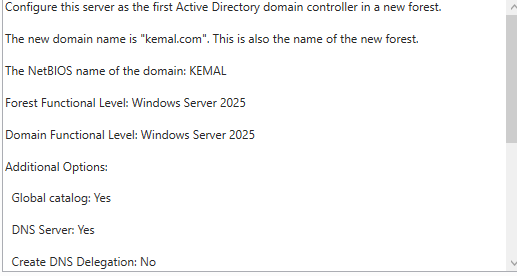 Configure this server as the first Active Directory domain controller in a new forest.
The new domain name is "kemal.com". This is also the name of the new forest.
The NetBIOS name of the domain: KEMAL
Forest Functional Level: Windows Server 2025
Domain Functional Level: Windows Server 2025
Additional Options:
Global catalog: Yes
DNS Server: Yes
Create DNS Delegation: No